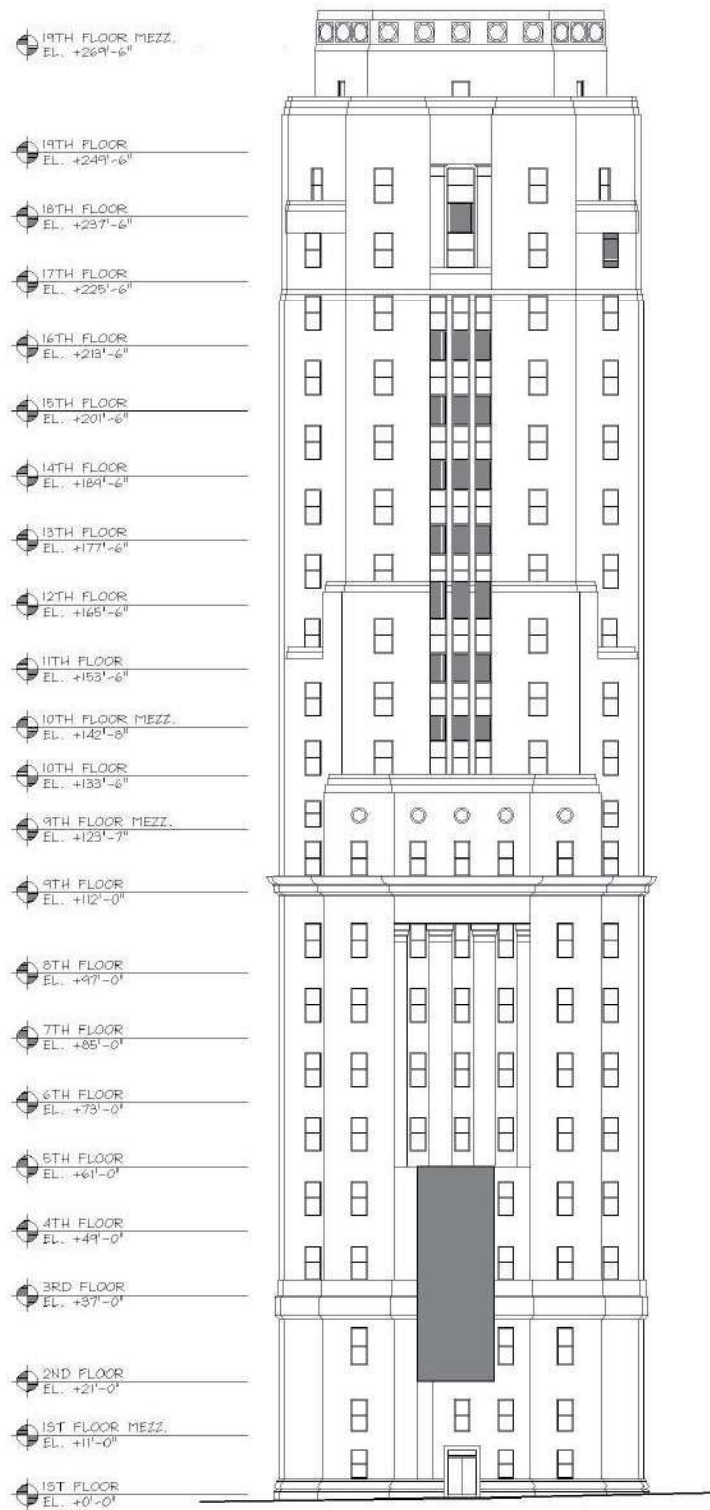 19TH FLOOR MEZZ.
EL. +269'-6"
19TH FLOOR
EL. +249'-6"
18TH FLOOR
EL. +237'-6"
17TH FLOOR
EL. +225'-6"
16TH FLOOR
EL. +213'-6"
15TH FLOOR
EL. +201'-6"
14TH FLOOR
EL. +189'-6"
13TH FLOOR
EL. +177'-6"
12TH FLOOR
EL. +165'-6"
11TH FLOOR
EL. +153'-6"
10TH FLOOR MEZZ.
EL. +142'-8"
10TH FLOOR
EL. +133'-6"
9TH FLOOR MEZZ.
EL. +123'-7"
9TH FLOOR
EL. +112'-0"
8TH FLOOR
EL. +97'-0"
7TH FLOOR
EL. +85'-0"
6TH FLOOR
EL. +73'-0"
5TH FLOOR
EL. +61'-0"
4TH FLOOR
EL. +49'-0"
3RD FLOOR
EL. +37'-0"
2ND FLOOR
EL. +21'-0"
1ST FLOOR MEZZ.
EL. +11'-0"
1ST FLOOR
EL. +0'-0"